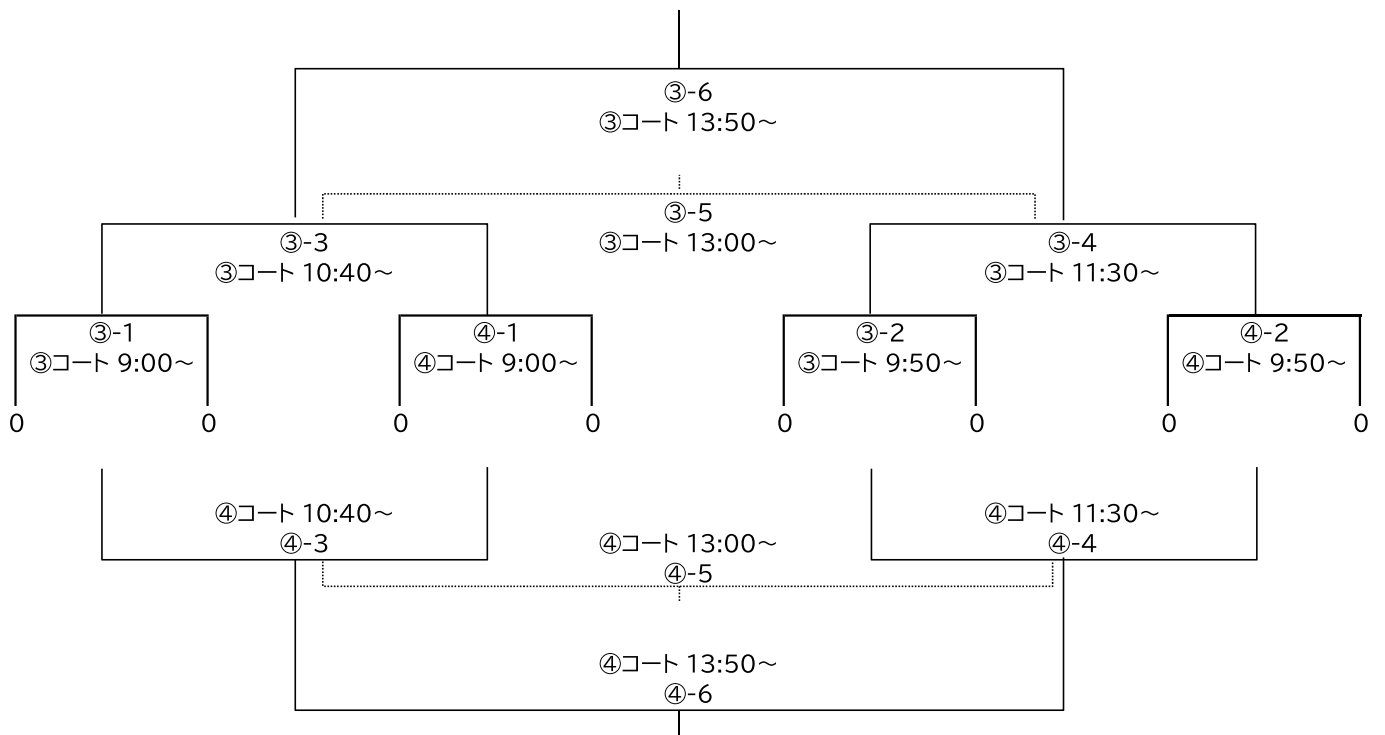 ③-6
③コート 13:50～
③-5
③コート 13:00～
③-3
③コート 10:40～
③-4
③コート 11:30～
③-1
③コート 9:00～
④-1
④コート 9:00～
③-2
③コート 9:50～
④-2
④コート 9:50～
0 0 0 0 0 0 0 0
④コート 10:40～
④-3
④コート 11:30～
④-4
④コート 13:00～
④-5
④コート 13:50～
④-6